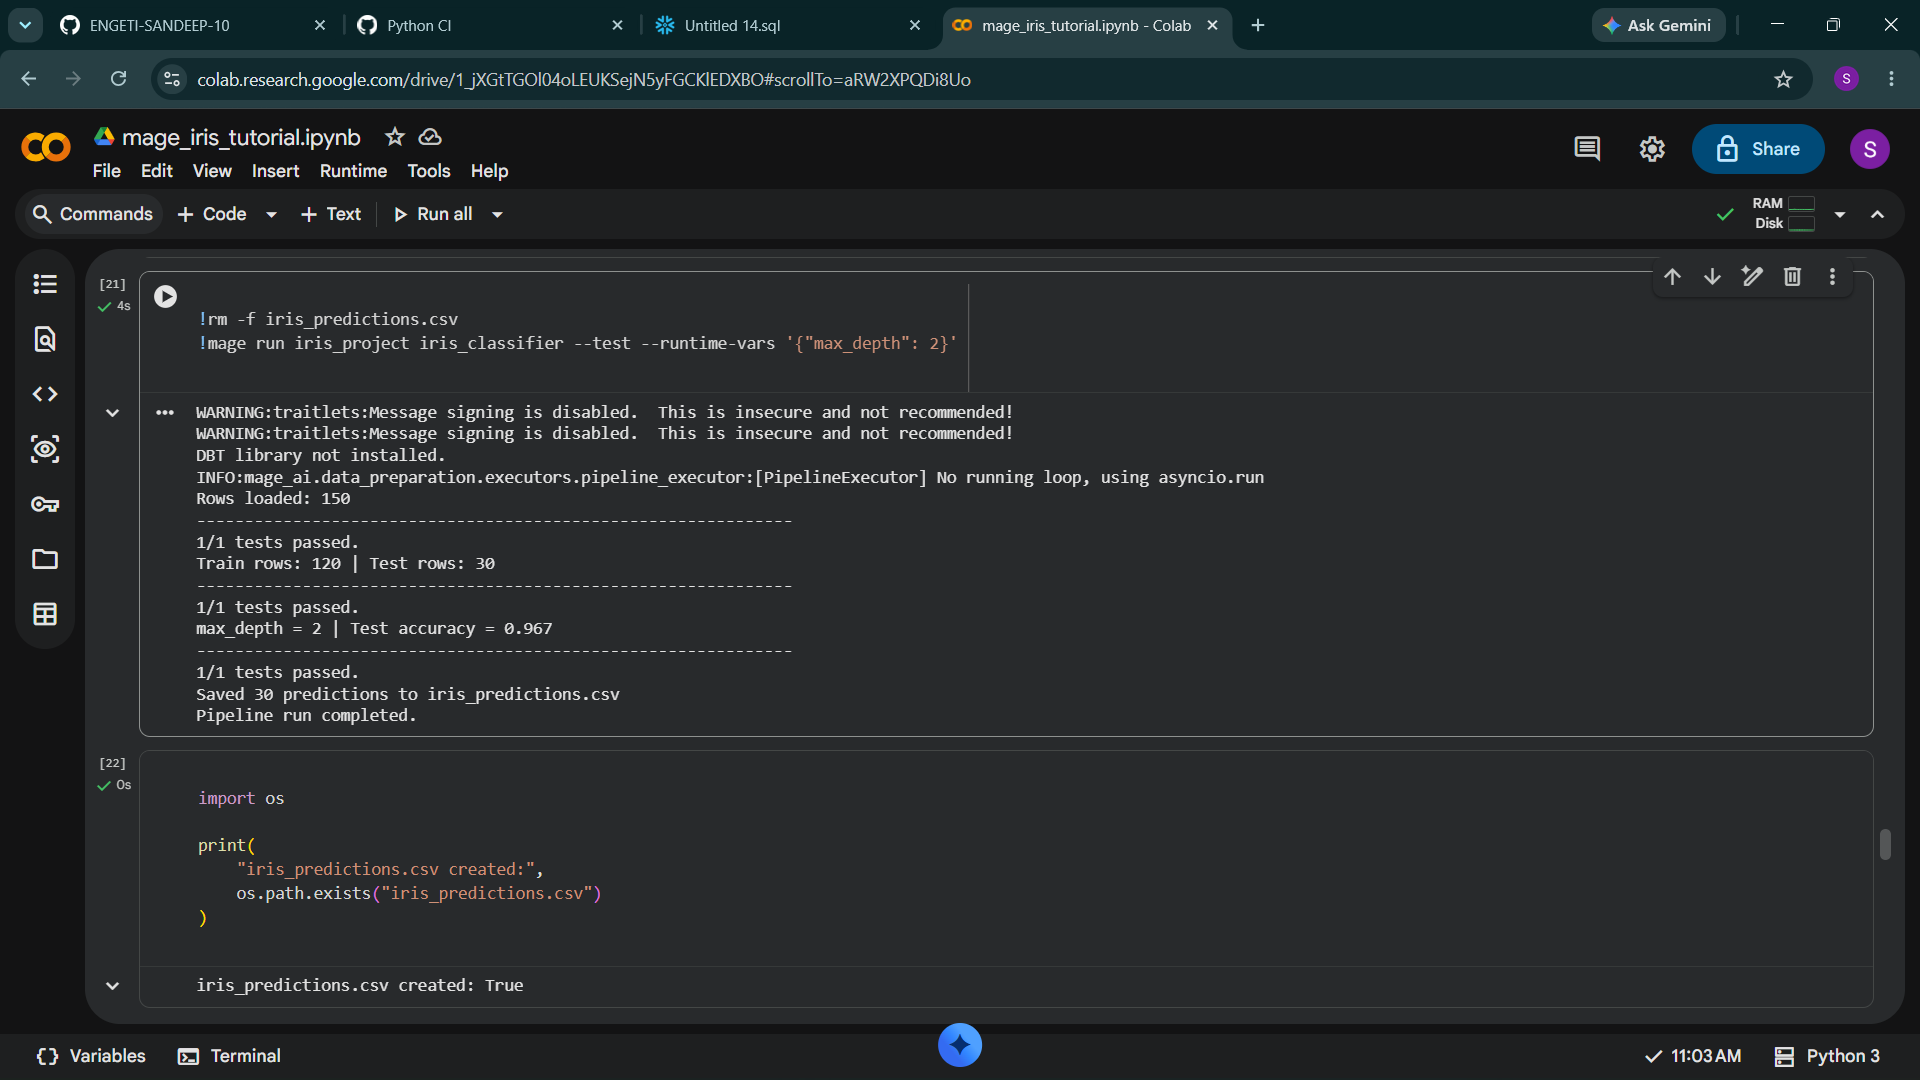 ENGETI-SANDEEP-10
Python CI
Untitled 14.sql
mage_iris_tutorial.ipynb - Colab
Ask Gemini
colab.research.google.com/drive/1_jXGtTGOl04oLEUKSejN5yFGCKlEDXBO#scrollTo=aRW2XPQDi8Uo
S
mage_iris_tutorial.ipynb
File Edit View Insert Runtime Tools Help
Share
S
Commands + Code + Text Run all
RAM
Disk
[21]
4s
!rm -f iris_predictions.csv
!mage run iris_project iris_classifier --test --runtime-vars '{"max_depth": 2}'
WARNING:traitlets:Message signing is disabled.  This is insecure and not recommended!
WARNING:traitlets:Message signing is disabled.  This is insecure and not recommended!
DBT library not installed.
INFO:mage_ai.data_preparation.executors.pipeline_executor:[PipelineExecutor] No running loop, using asyncio.run
Rows loaded: 150
--------------------------------------------------------------
1/1 tests passed.
Train rows: 120 | Test rows: 30
--------------------------------------------------------------
1/1 tests passed.
max_depth = 2 | Test accuracy = 0.967
--------------------------------------------------------------
1/1 tests passed.
Saved 30 predictions to iris_predictions.csv
Pipeline run completed.
[22]
0s
import os
print(
"iris_predictions.csv created:",
os.path.exists("iris_predictions.csv")
)
iris_predictions.csv created: True
Variables Terminal
11:03 AM Python 3